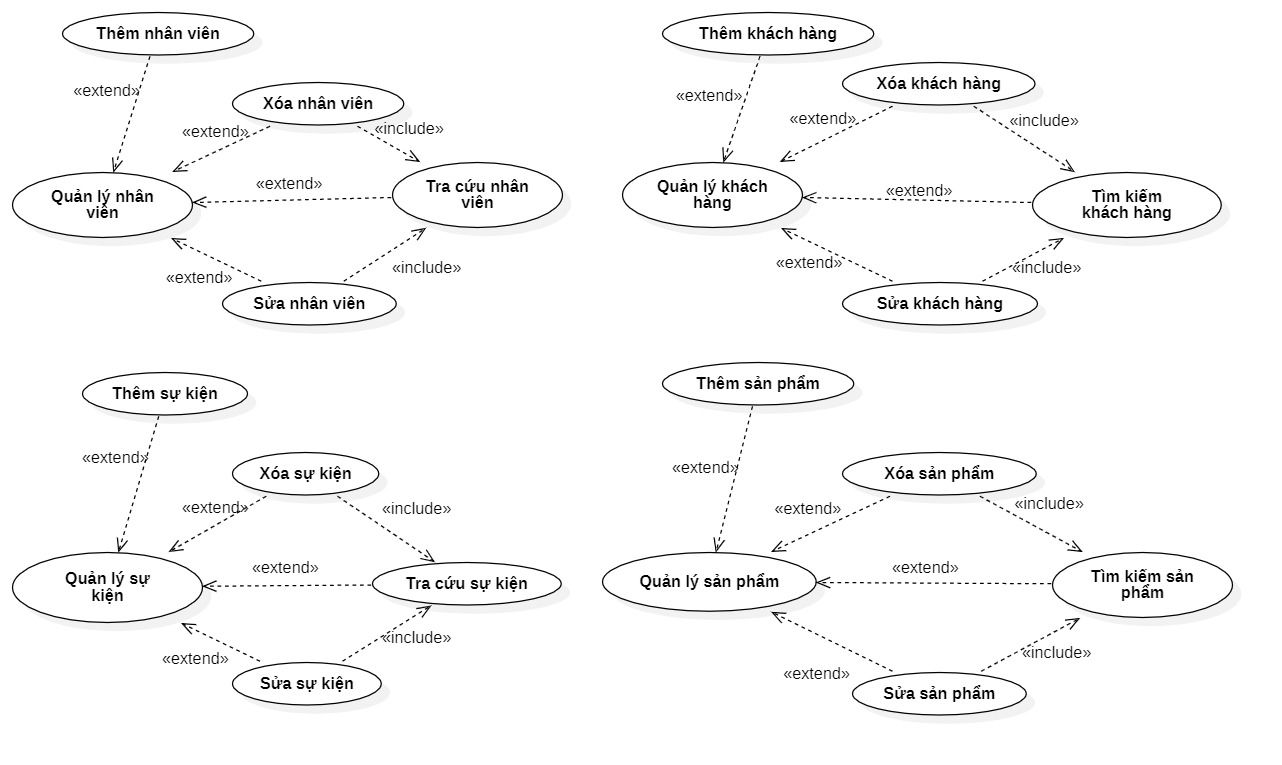 Thêm nhân viên
«extend»
Xóa nhân viên
«extend»
«include»
Quản lý nhân
viên
«extend»
Tra cứu nhân
viên
«extend»
«include»
Sửa nhân viên
Thêm khách hàng
«extend»
Xóa khách hàng
«extend»
«include»
Quản lý khách
hàng
«extend»
Tìm kiếm
khách hàng
«extend»
«include»
Sửa khách hàng
Thêm sự kiện
«extend»
Xóa sự kiện
«extend»
«include»
Quản lý sự
kiện
«extend»
Tra cứu sự kiện
«extend»
«include»
Sửa sự kiện
Thêm sản phẩm
«extend»
Xóa sản phẩm
«extend»
«include»
Quản lý sản phẩm
«extend»
Tìm kiếm sản
phẩm
«extend»
«include»
Sửa sản phẩm